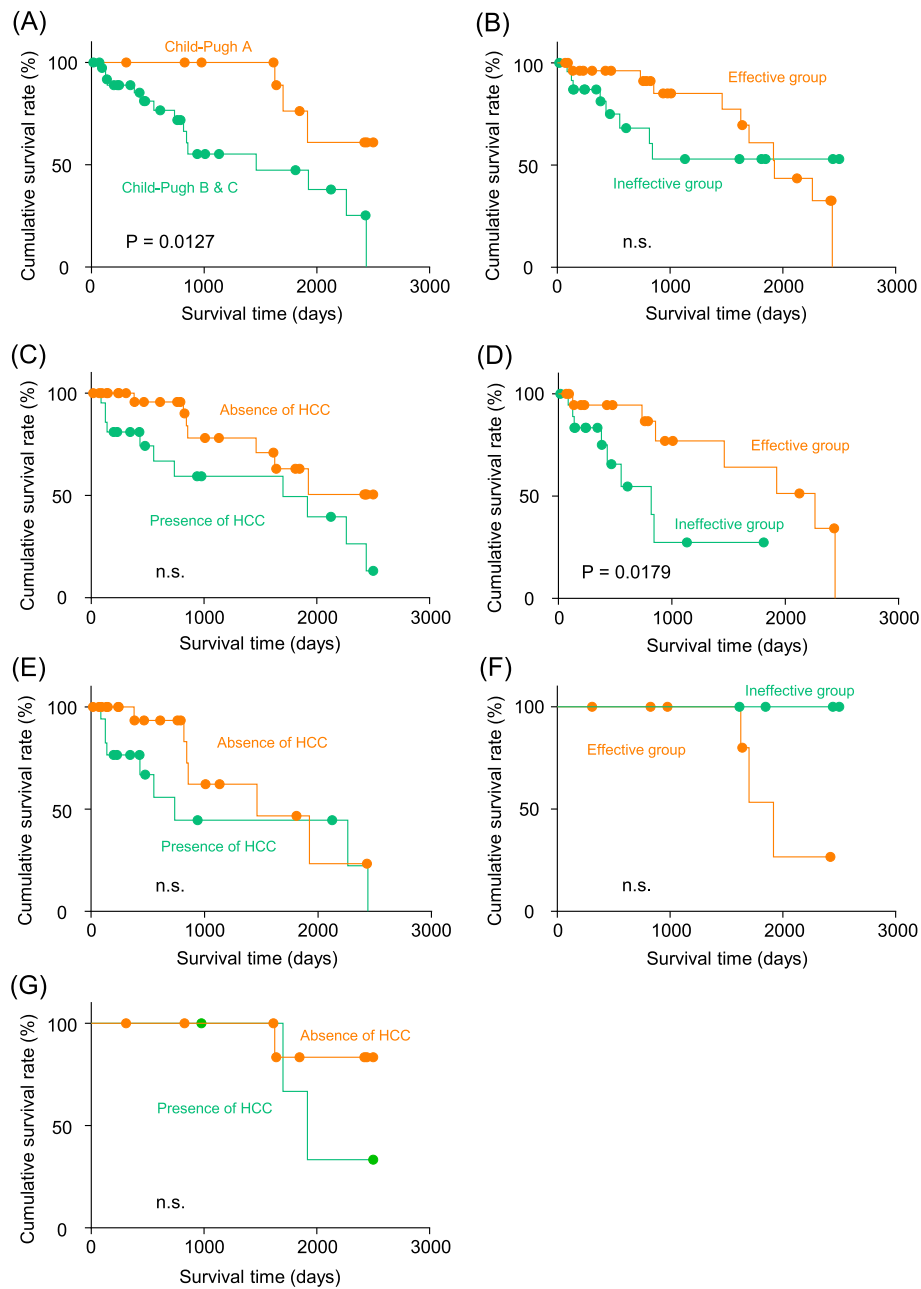 (A)
Cumulative survival rate (%)
100
50
0
Child-Pugh A
Child-Pugh B & C
P = 0.0127
0 1000 2000 3000
Survival time (days)
(B)
Cumulative survival rate (%)
100
50
0
Effective group
Ineffective group
n.s.
0 1000 2000 3000
Survival time (days)
(C)
Cumulative survival rate (%)
100
50
0
Absence of HCC
Presence of HCC
n.s.
0 1000 2000 3000
Survival time (days)
(D)
Cumulative survival rate (%)
100
50
0
Effective group
Ineffective group
P = 0.0179
0 1000 2000 3000
Survival time (days)
(E)
Cumulative survival rate (%)
100
50
0
Absence of HCC
Presence of HCC
n.s.
0 1000 2000 3000
Survival time (days)
(F)
Cumulative survival rate (%)
100
50
0
Ineffective group
Effective group
n.s.
0 1000 2000 3000
Survival time (days)
(G)
Cumulative survival rate (%)
100
50
0
Absence of HCC
Presence of HCC
n.s.
0 1000 2000 3000
Survival time (days)